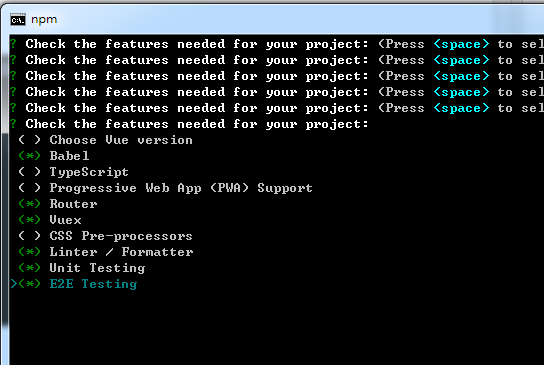 C:\. npm
? Check the features needed for your project: (Press <space> to sel
? Check the features needed for your project: (Press <space> to sel
? Check the features needed for your project: (Press <space> to sel
? Check the features needed for your project: (Press <space> to sel
? Check the features needed for your project: (Press <space> to sel
? Check the features needed for your project:
( ) Choose Vue version
(*) Babel
( ) TypeScript
( ) Progressive Web App (PWA) Support
(*) Router
(*) Vuex
( ) CSS Pre-processors
(*) Linter / Formatter
(*) Unit Testing
>(*) E2E Testing